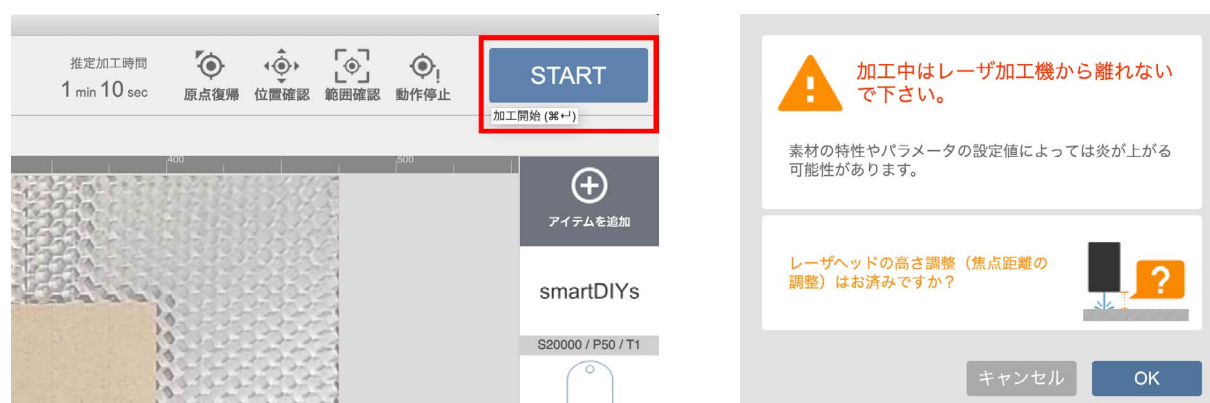 推定加工時間
1 min 10 sec
原点復帰
位置確認
範囲確認
動作停止
START
加工開始 (⌘↩)
400
500
アイテムを追加
smartDIYs
S20000 / P50 / T1
加工中はレーザ加工機から離れない
で下さい。
素材の特性やパラメータの設定値によっては炎が上がる
可能性があります。
レーザヘッドの高さ調整（焦点距離の
調整）はお済みですか？
?
キャンセル
OK